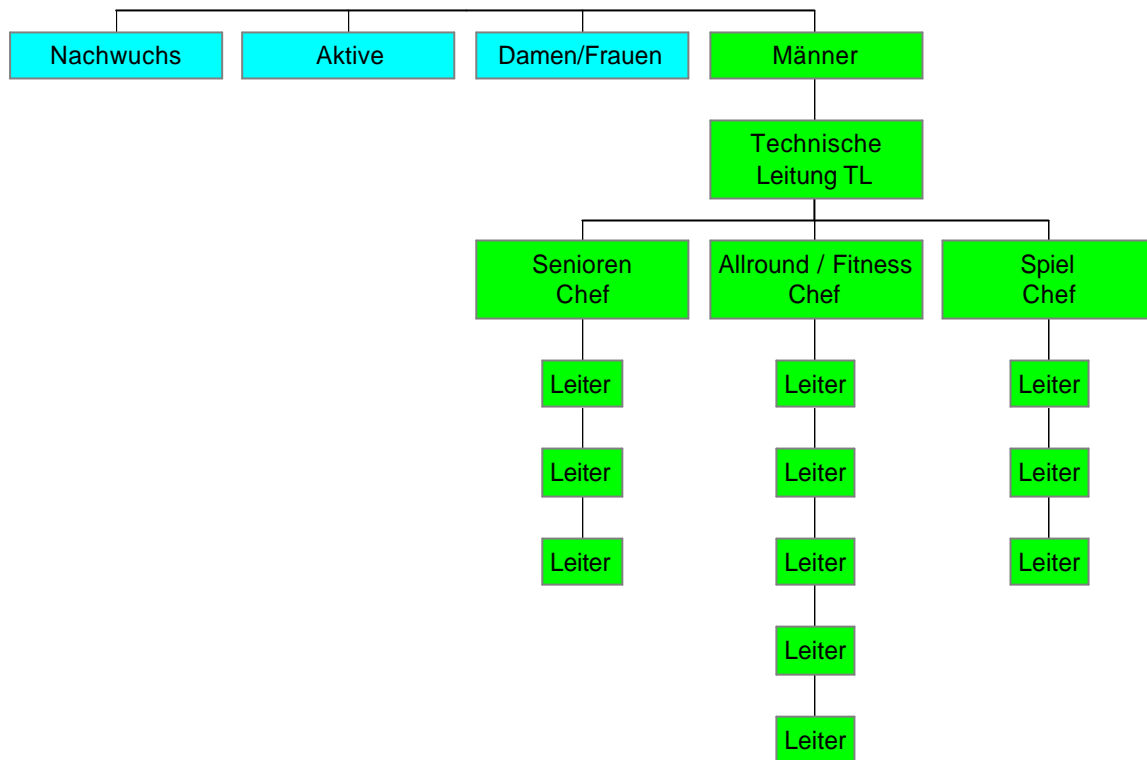 Nachwuchs
Aktive
Damen/Frauen
Männer
Technische
Leitung TL
Senioren
Chef
Allround / Fitness
Chef
Spiel
Chef
Leiter
Leiter
Leiter
Leiter
Leiter
Leiter
Leiter
Leiter
Leiter
Leiter
Leiter